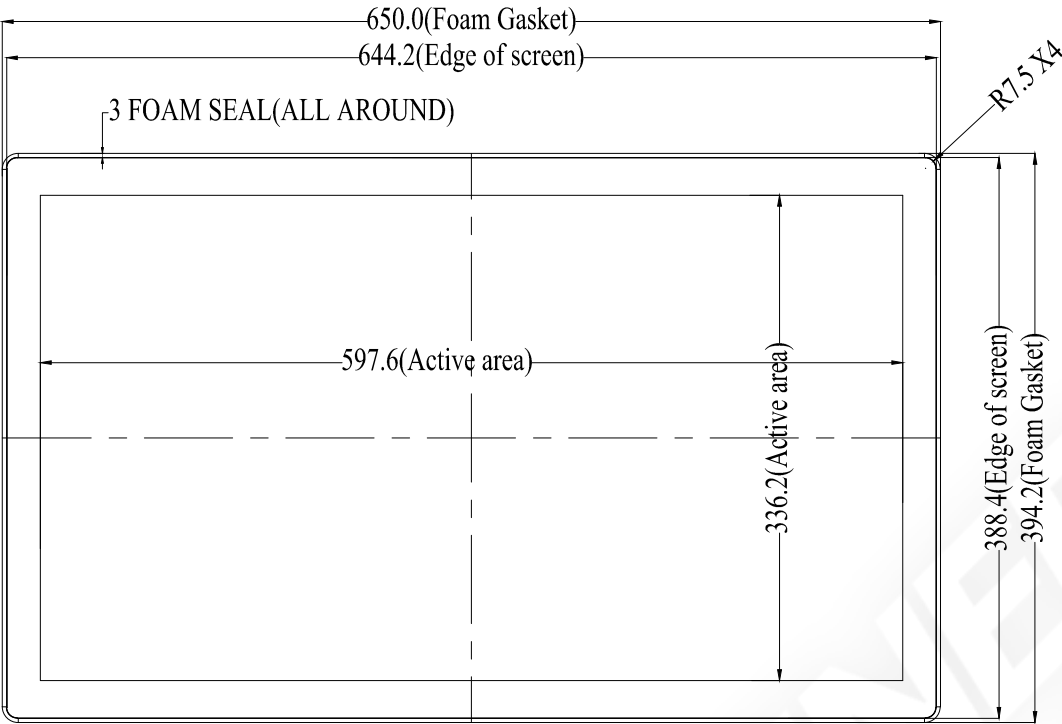 650.0(Foam Gasket)
644.2(Edge of screen)
R7.5 X4
3 FOAM SEAL(ALL AROUND)
597.6(Active area)
336.2(Active area)
388.4(Edge of screen)
394.2(Foam Gasket)